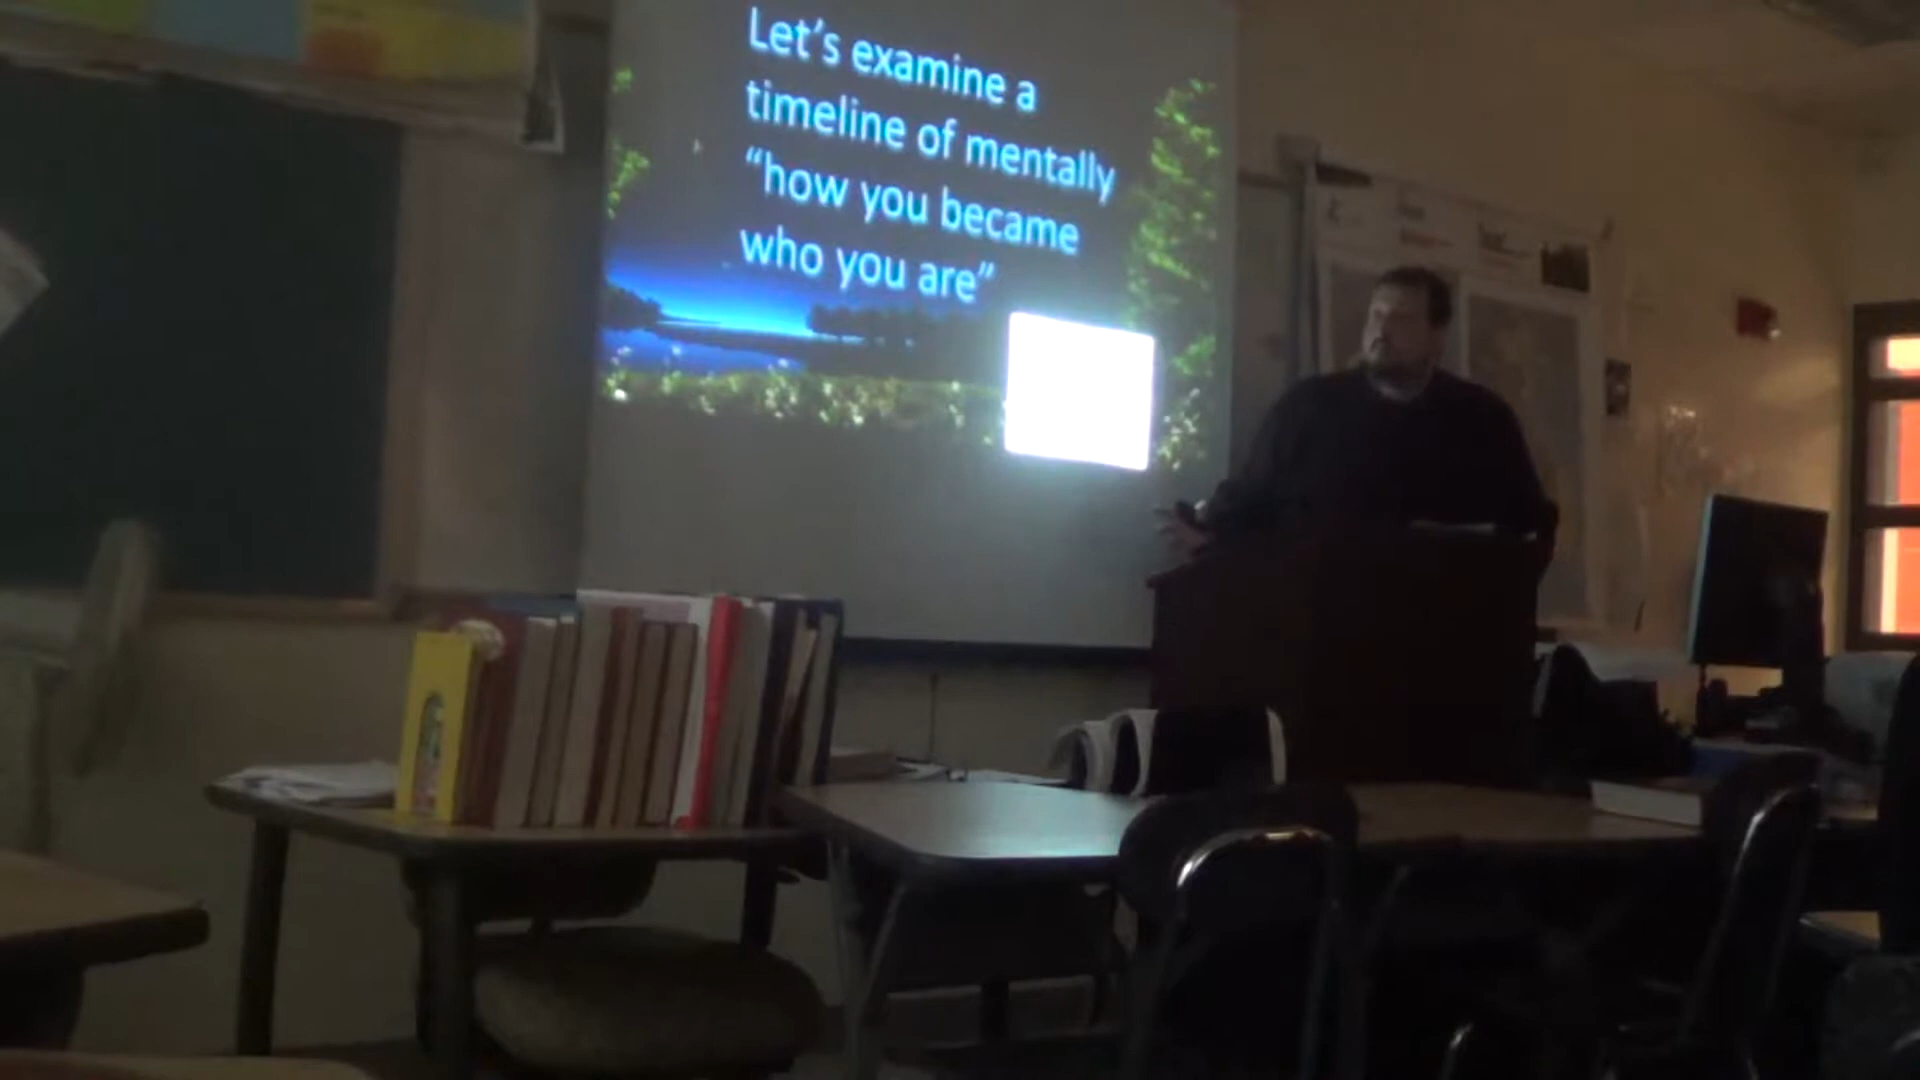 Let's examine a
timeline of mentally
“how you became
who you are”